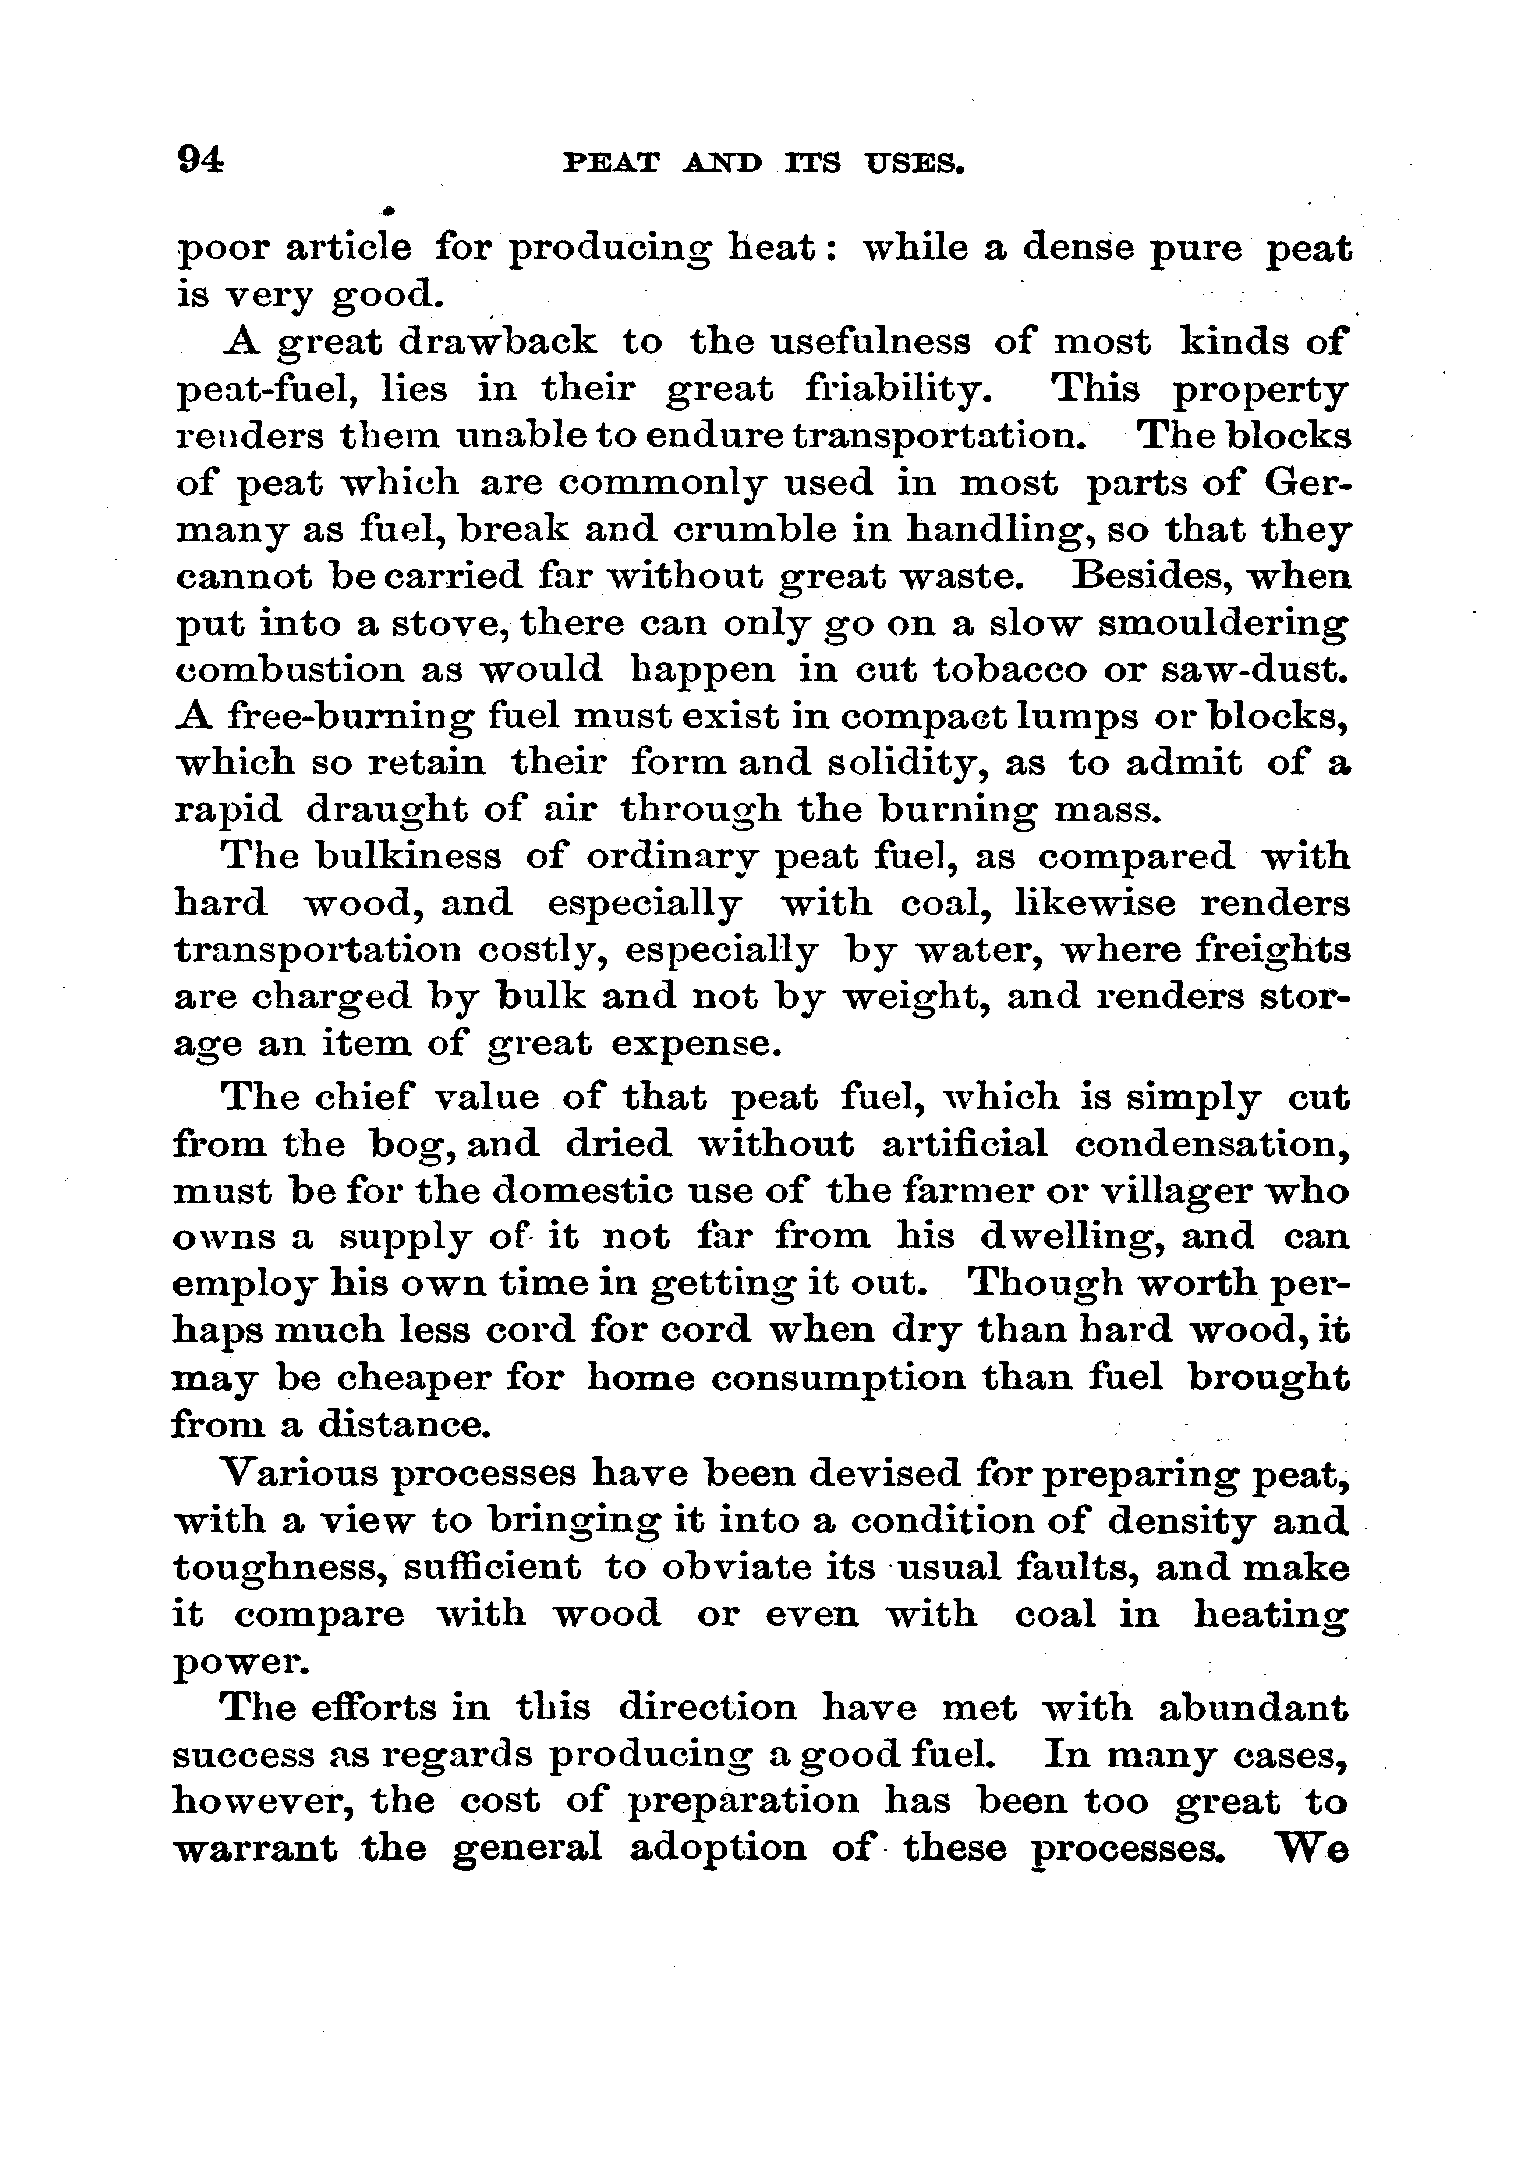 94 PEAT AND ITS USES.
poor article for producing heat: while a dense pure peat
is very good.
A great drawback to the usefulness of most kinds of
peat-fuel, lies in their great friability. This property
renders them unable to endure transportation. The blocks
of peat which are commonly used in most parts of Ger-
many as fuel, break and crumble in handling, so that they
cannot be carried far without great waste. Besides, when
put into a stove, there can only go on a slow smouldering
combustion as would happen in cut tobacco or saw-dust.
A free-burning fuel must exist in compact lumps or blocks,
which so retain their form and solidity, as to admit of a
rapid draught of air through the burning mass.
The bulkiness of ordinary peat fuel, as compared with
hard wood, and especially with coal, likewise renders
transportation costly, especially by water, where freights
are charged by bulk and not by weight, and renders stor-
age an item of great expense.
The chief value of that peat fuel, which is simply cut
from the bog, and dried without artificial condensation,
must be for the domestic use of the farmer or villager who
owns a supply of it not far from his dwelling, and can
employ his own time in getting it out. Though worth per-
haps much less cord for cord when dry than hard wood, it
may be cheaper for home consumption than fuel brought
from a distance.
Various processes have been devised for preparing peat,
with a view to bringing it into a condition of density and
toughness, sufficient to obviate its usual faults, and make
it compare with wood or even with coal in heating
power.
The efforts in this direction have met with abundant
success as regards producing a good fuel. In many cases,
however, the cost of preparation has been too great to
warrant the general adoption of these processes. We